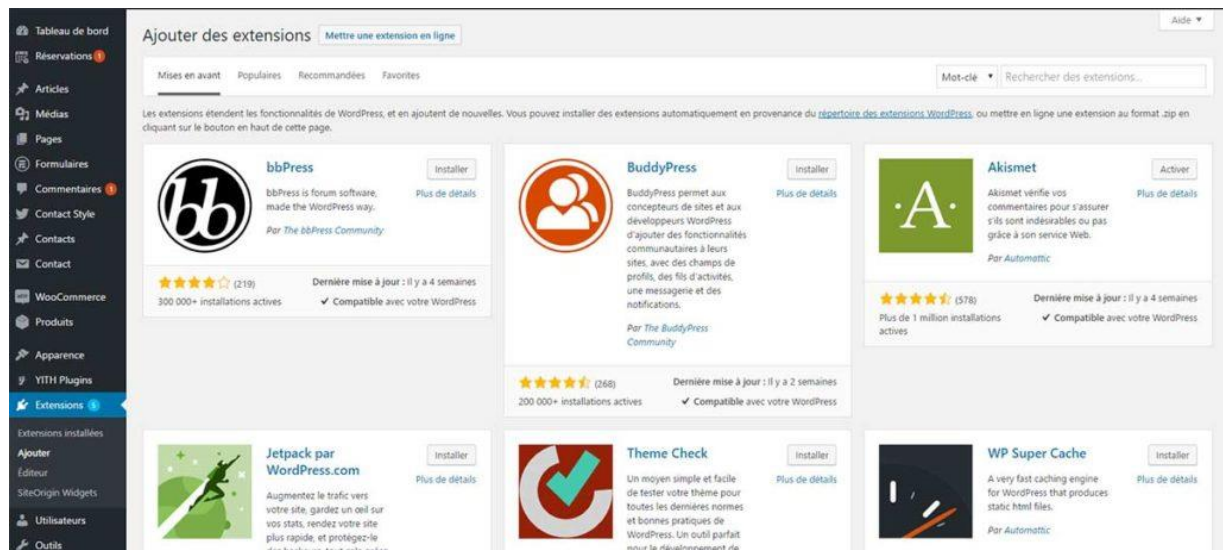 Tableau de bord
Réservations 1
Articles
Médias
Pages
Formulaires
Commentaires 1
Contact Style
Contacts
Contact
WooCommerce
Produits
Apparence
YITH Plugins
Extensions 5
Extensions installées
Ajouter
Éditeur
SiteOrigin Widgets
Utilisateurs
Outils
Aide
Ajouter des extensions
Mettre une extension en ligne
Mises en avant
Populaires
Recommandées
Favorites
Mot-clé
Rechercher des extensions...
Les extensions étendent les fonctionnalités de WordPress, et en ajoutent de nouvelles. Vous pouvez installer des extensions automatiquement en provenance du répertoire des extensions WordPress, ou mettre en ligne une extension au format .zip en
cliquant sur le bouton en haut de cette page.
bb
bbPress
Installer
Plus de détails
bbPress is forum software,
made the WordPress way.
Par The bbPress Community
(219)
300 000+ installations actives
Dernière mise à jour : Il y a 4 semaines
✔ Compatible avec votre WordPress
BuddyPress
Installer
Plus de détails
BuddyPress permet aux
concepteurs de sites et aux
développeurs WordPress
d'ajouter des fonctionnalités
communautaires à leurs
sites, avec des champs de
profils, des fils d'activités,
une messagerie et des
notifications.
Par The BuddyPress
Community
(268)
200 000+ installations actives
Dernière mise à jour : Il y a 2 semaines
✔ Compatible avec votre WordPress
·A·
Akismet
Activer
Plus de détails
Akismet vérifie vos
commentaires pour s'assurer
s'ils sont indésirables ou pas
grâce à son service Web.
Par Automattic
(578)
Plus de 1 million installations
actives
Dernière mise à jour : Il y a 4 semaines
✔ Compatible avec votre WordPress
Jetpack par
WordPress.com
Installer
Plus de détails
Augmentez le trafic vers
votre site, gardez un œil sur
vos stats, rendez votre site
plus rapide, et protégez-le
Theme Check
Installer
Plus de détails
Un moyen simple et facile
de tester votre thème pour
toutes les dernières normes
et bonnes pratiques de
WordPress. Un outil parfait
pour le développement de
WP Super Cache
Installer
Plus de détails
A very fast caching engine
for WordPress that produces
static html files.
Par Automattic